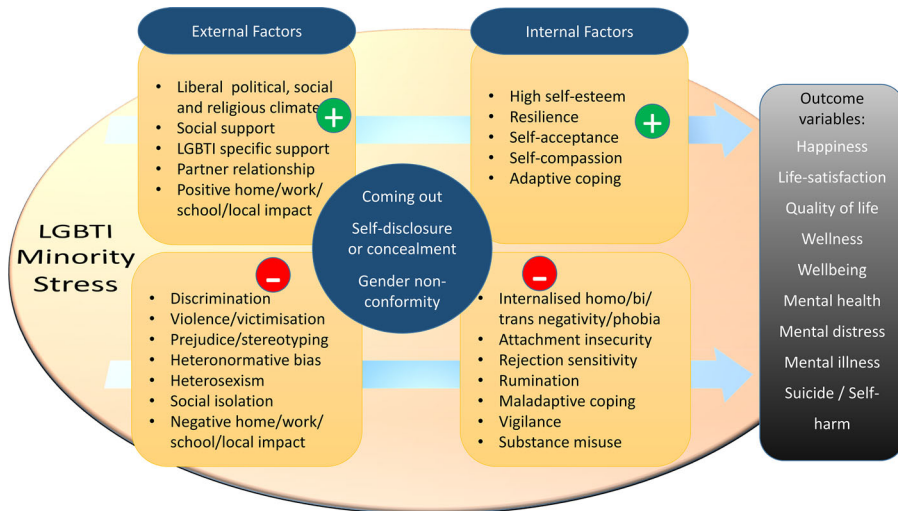 External Factors
• Liberal political, social
and religious climate
• Social support
• LGBTI specific support
• Partner relationship
• Positive home/work/
school/local impact
+
Internal Factors
• High self-esteem
• Resilience
• Self-acceptance
• Self-compassion
• Adaptive coping
+
LGBTI
Minority
Stress
Coming out
Self-disclosure
or concealment
Gender non-
conformity
–
• Discrimination
• Violence/victimisation
• Prejudice/stereotyping
• Heteronormative bias
• Heterosexism
• Social isolation
• Negative home/work/
school/local impact
–
• Internalised homo/bi/
trans negativity/phobia
• Attachment insecurity
• Rejection sensitivity
• Rumination
• Maladaptive coping
• Vigilance
• Substance misuse
Outcome
variables:
Happiness
Life-satisfaction
Quality of life
Wellness
Wellbeing
Mental health
Mental distress
Mental illness
Suicide / Self-
harm